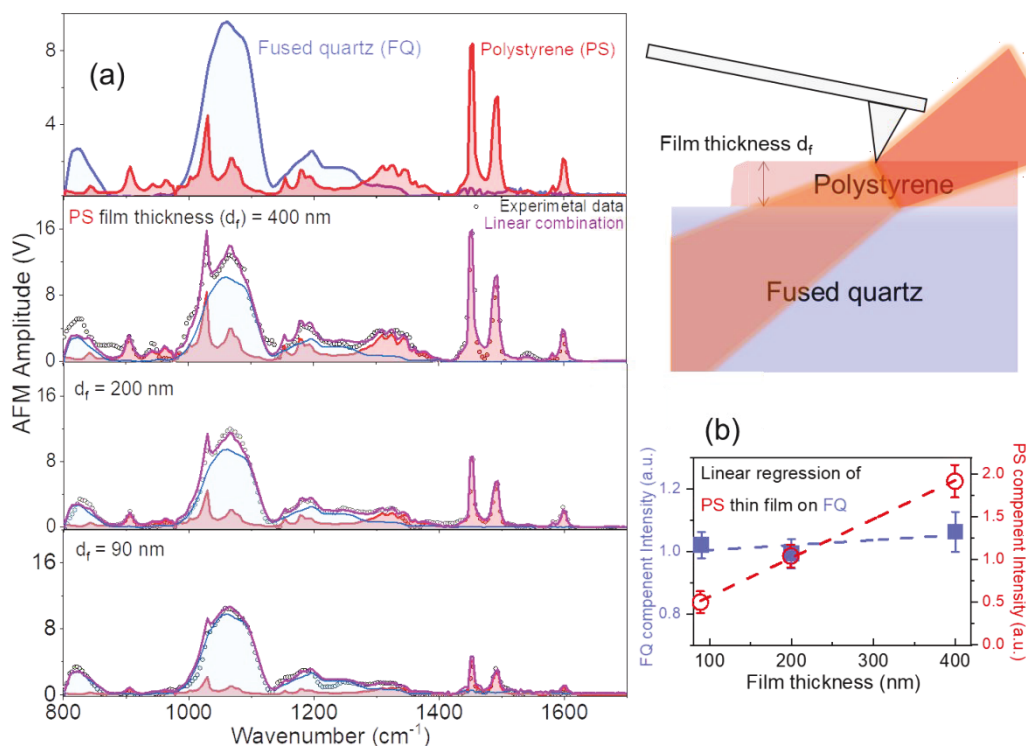 (a)
Fused quartz (FQ)
Polystyrene (PS)
8
4
PS film thickness (df) = 400 nm
Experimetal data
Linear combination
16
8
0
df = 200 nm
16
8
0
df = 90 nm
16
8
0
800 1000 1200 1400 1600
AFM Amplitude (V)
Wavenumber (cm-1)
Film thickness df
Polystyrene
Fused quartz
(b)
Linear regression of
PS thin film on FQ
FQ compenent Intensity (a.u.)
1.2
1.0
0.8
PS compenent Intensity (a.u.)
2.0
1.5
1.0
0.5
0.0
100 200 300 400
Film thickness (nm)